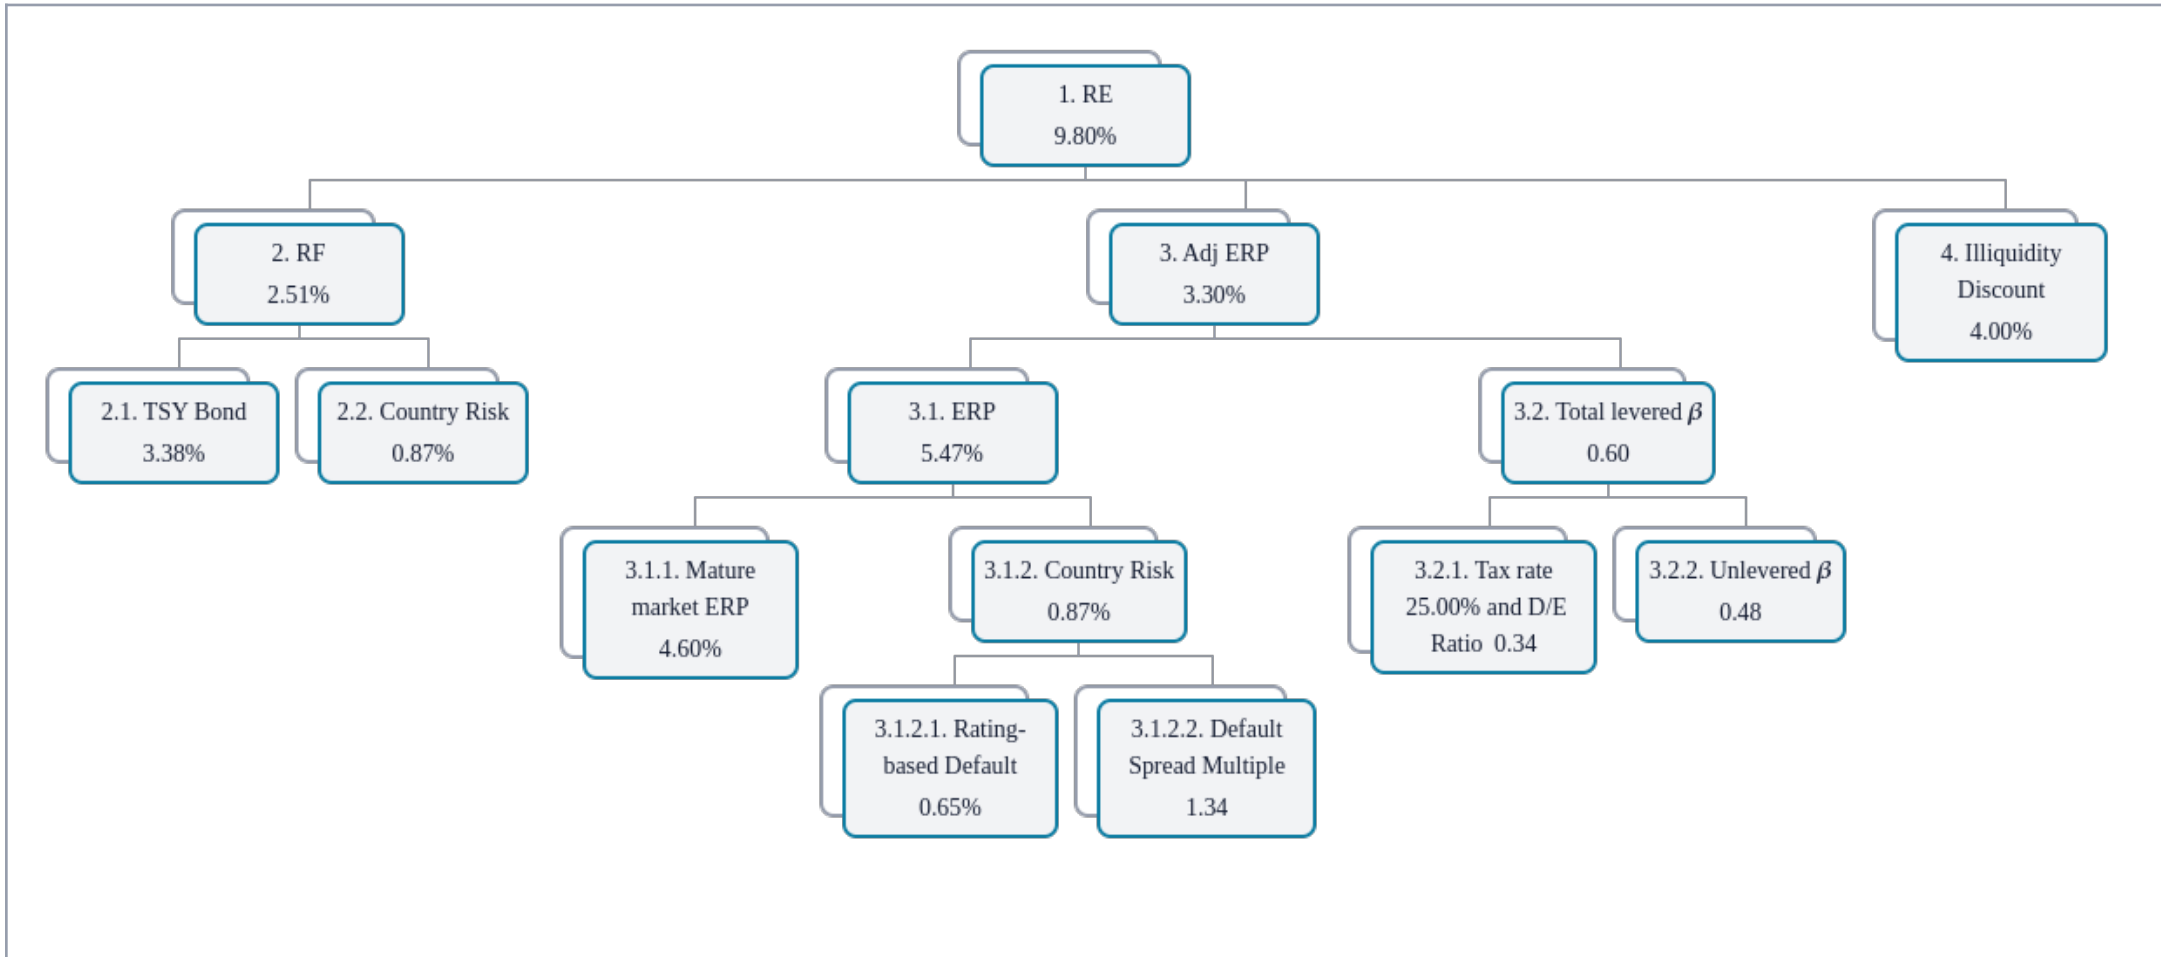 1. RE
9.80%
2. RF
2.51%
3. Adj ERP
3.30%
4. Illiquidity
Discount
4.00%
2.1. TSY Bond
3.38%
2.2. Country Risk
0.87%
3.1. ERP
5.47%
3.2. Total levered β
0.60
3.1.1. Mature
market ERP
4.60%
3.1.2. Country Risk
0.87%
3.2.1. Tax rate
25.00% and D/E
Ratio 0.34
3.2.2. Unlevered β
0.48
3.1.2.1. Rating-
based Default
0.65%
3.1.2.2. Default
Spread Multiple
1.34